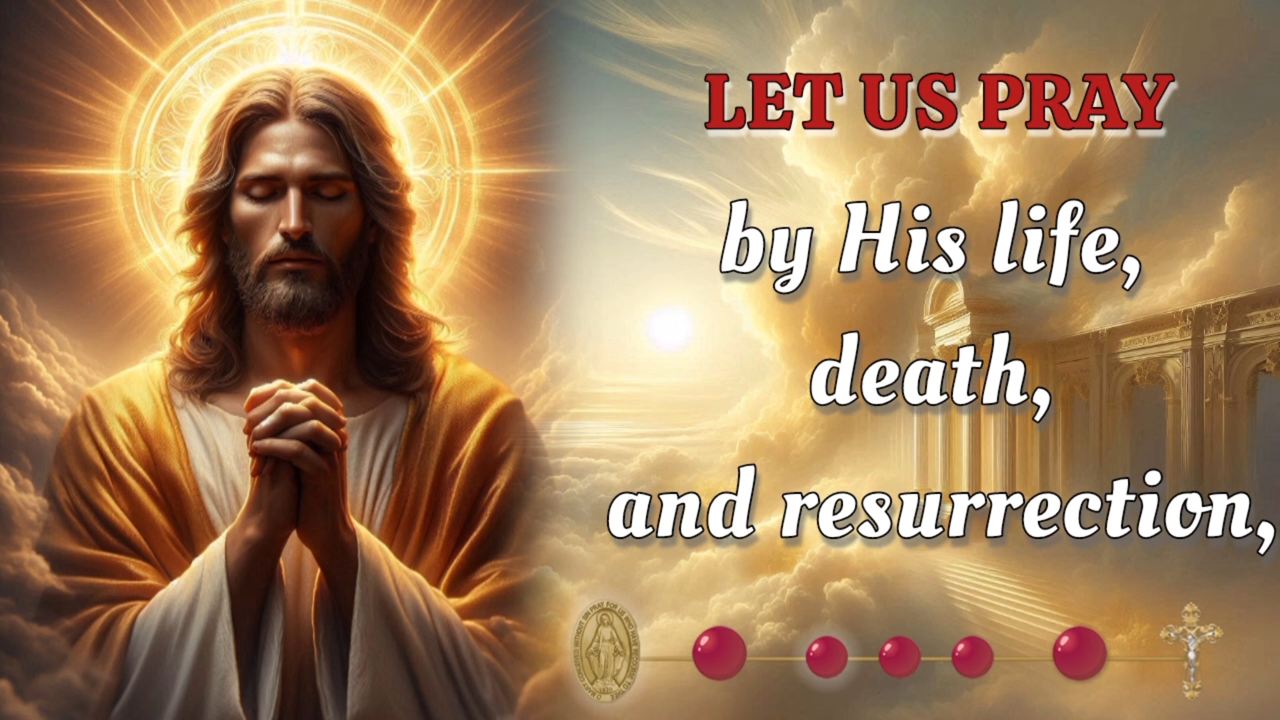 LET US PRAY
by His life,
death,
and resurrection,